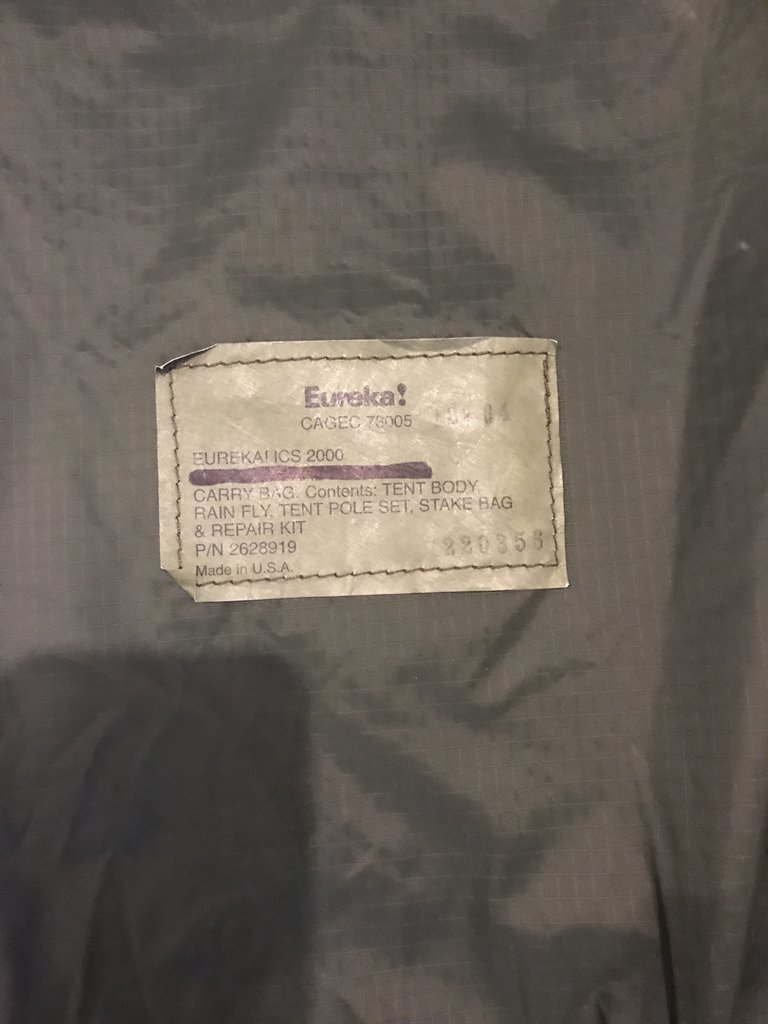 Eureka!
CAGEC 78005
EUREKA! ICS 2000
CARRY BAG. Contents: TENT BODY
RAIN FLY, TENT POLE SET, STAKE BAG
& REPAIR KIT
P/N 2628919
220356
Made in U.S.A.